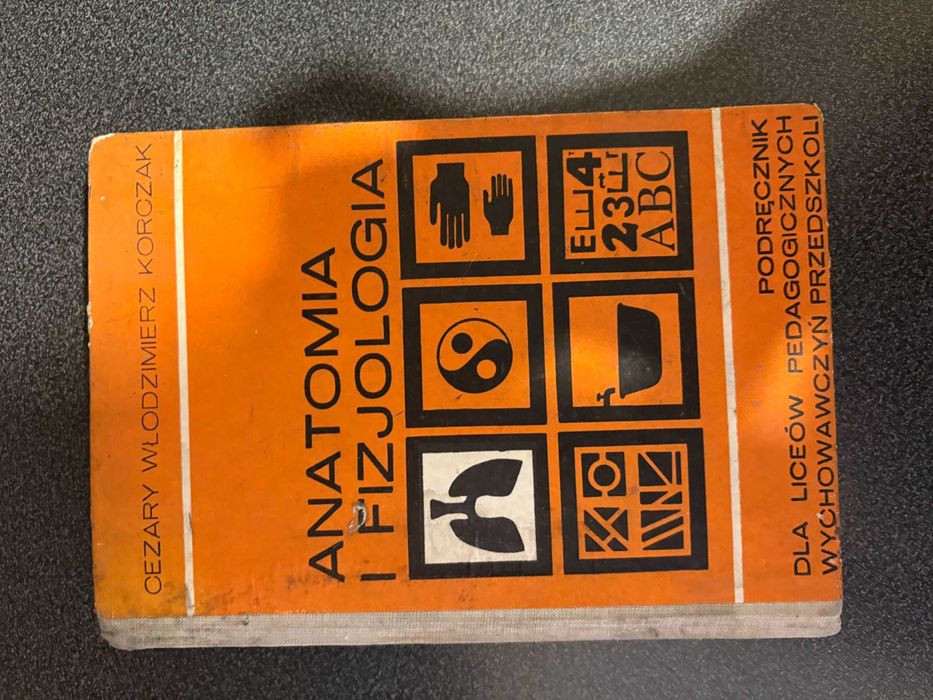 CEZARY WŁODZIMIERZ KORCZAK
ANATOMIA
I FIZJOLOGIA
ABC
PODRĘCZNIK
DLA LICEÓW PEDAGOGICZNYCH
WYCHOWAWCZYŃ PRZEDSZKOLI